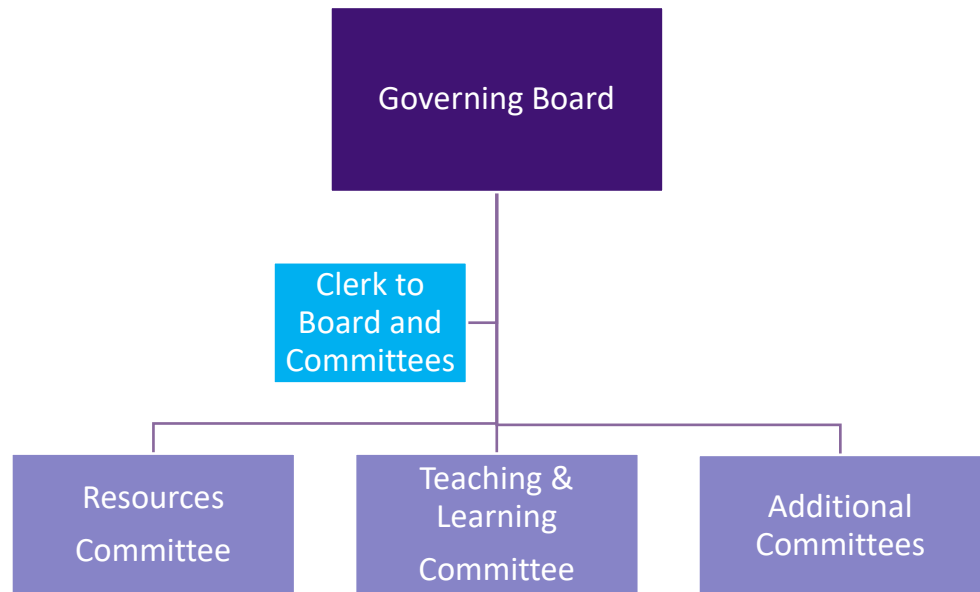 Governing Board
Clerk to
Board and
Committees
Resources
Committee
Teaching &
Learning
Committee
Additional
Committees